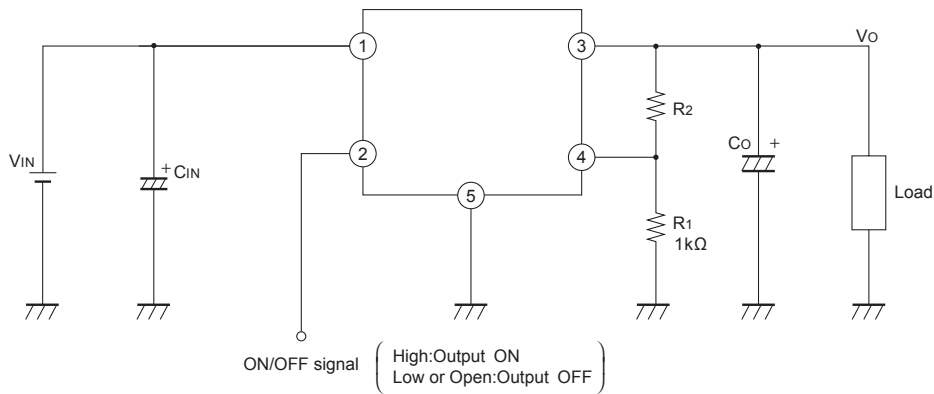 1
3
VO
R2
2
4
CO
+
VIN
+
CIN
5
Load
R1
1kΩ
ON/OFF signal
High:Output ON
Low or Open:Output OFF